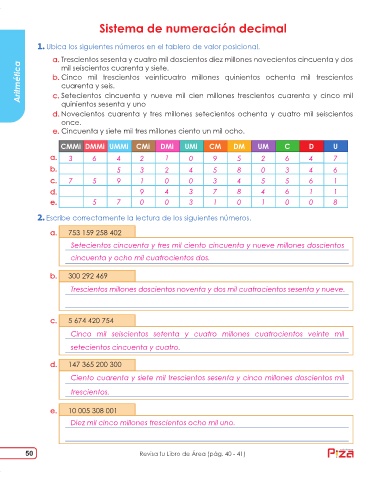 Sistema de numeración decimal
1. Ubica los siguientes números en el tablero de valor posicional.
a. Trescientos sesenta y cuatro mil doscientos diez millones novecientos cincuenta y dos
mil seiscientos cuarenta y siete.
b. Cinco mil trescientos veinticuatro millones quinientos ochenta mil trescientos
cuarenta y seis.
c. Setecientos cincuenta y nueve mil cien millones trescientos cuarenta y cinco mil
quinientos sesenta y uno
d. Novecientos cuarenta y tres millones setecientos ochenta y cuatro mil seiscientos
once.
e. Cincuenta y siete mil tres millones ciento un mil ocho.
Aritmética
CMMi DMMi UMMi CMi DMi UMi CM DM UM C D U
a. 3 6 4 2 1 0 9 5 2 6 4 7
b. 5 3 2 4 5 8 0 3 4 6
c. 7 5 9 1 0 0 3 4 5 5 6 1
d. 9 4 3 7 8 4 6 1 1
e. 5 7 0 0 3 1 0 1 0 0 8
2. Escribe correctamente la lectura de los siguientes números.
a. 753 159 258 402
Setecientos cincuenta y tres mil ciento cincuenta y nueve millones doscientos
cincuenta y ocho mil cuatrocientos dos.
b. 300 292 469
Trescientos millones doscientos noventa y dos mil cuatrocientos sesenta y nueve.
c. 5 674 420 754
Cinco mil seiscientos setenta y cuatro millones cuatrocientos veinte mil
setecientos cincuenta y cuatro.
d. 147 365 200 300
Ciento cuarenta y siete mil trescientos sesenta y cinco millones doscientos mil
trescientos.
e. 10 005 308 001
Diez mil cinco millones trescientos ocho mil uno.
50
Revisa tu Libro de Área (pág. 40 - 41)
Piza